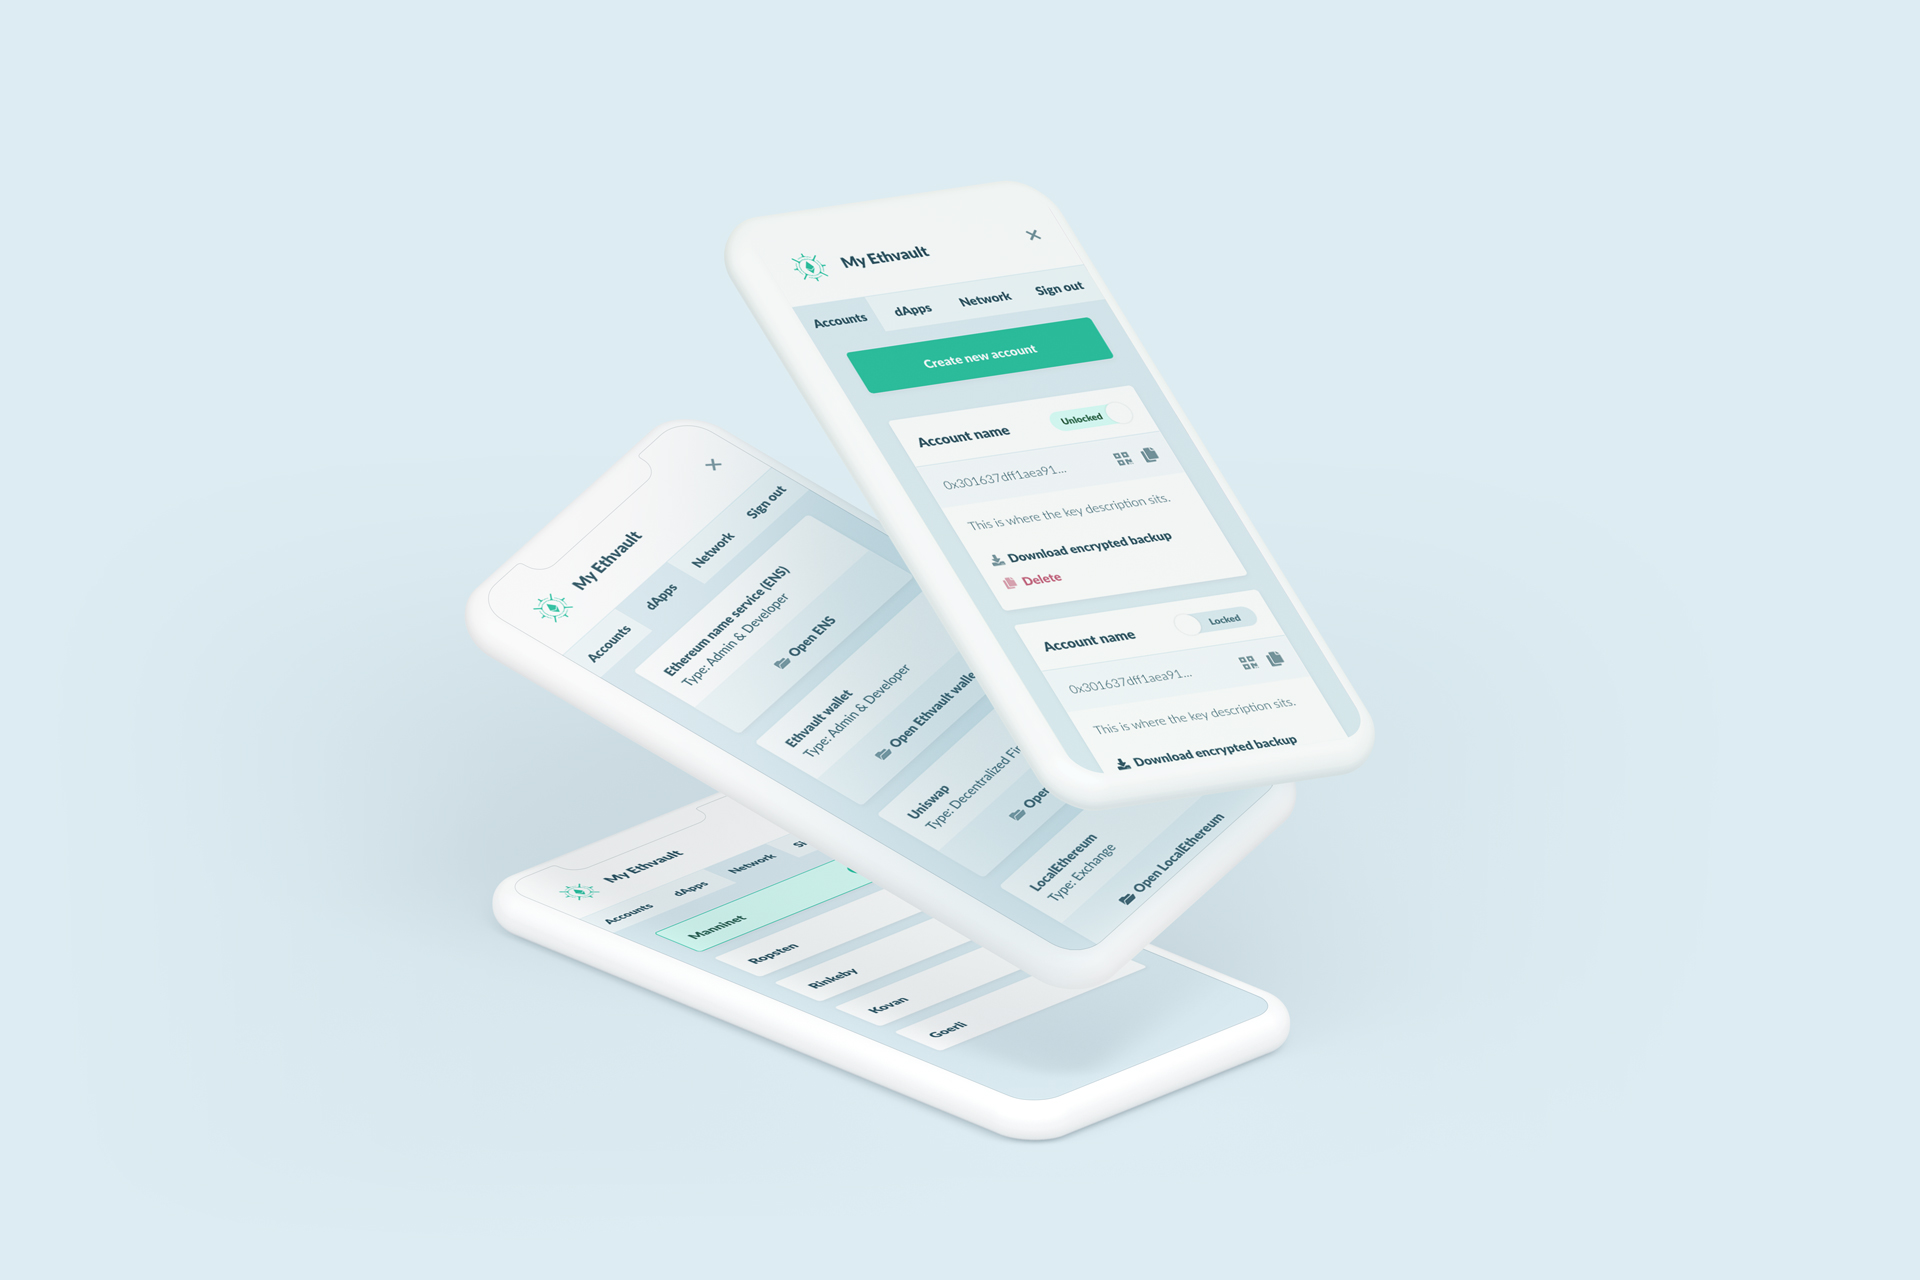 My Ethvault
Accounts dApps Network Sign out
Create new account
Account name Unlocked
0x301637dff1aea91...
This is where the key description sits.
Download encrypted backup
Delete
Account name Locked
0x301637dff1aea91...
This is where the key description sits.
Download encrypted backup
My Ethvault
Accounts dApps Network Sign out
Ethereum name service (ENS)
Type: Admin & Developer
Open ENS
Ethvault wallet
Type: Admin & Developer
Open Ethvault walle
Uniswap
Type: Decentralized
Open
LocalEthereum
Type: Exchange
Open LocalEthereum
My Ethvault
Accounts dApps Network
Manninet
Ropsten
Rinkeby
Kovan
Goerli